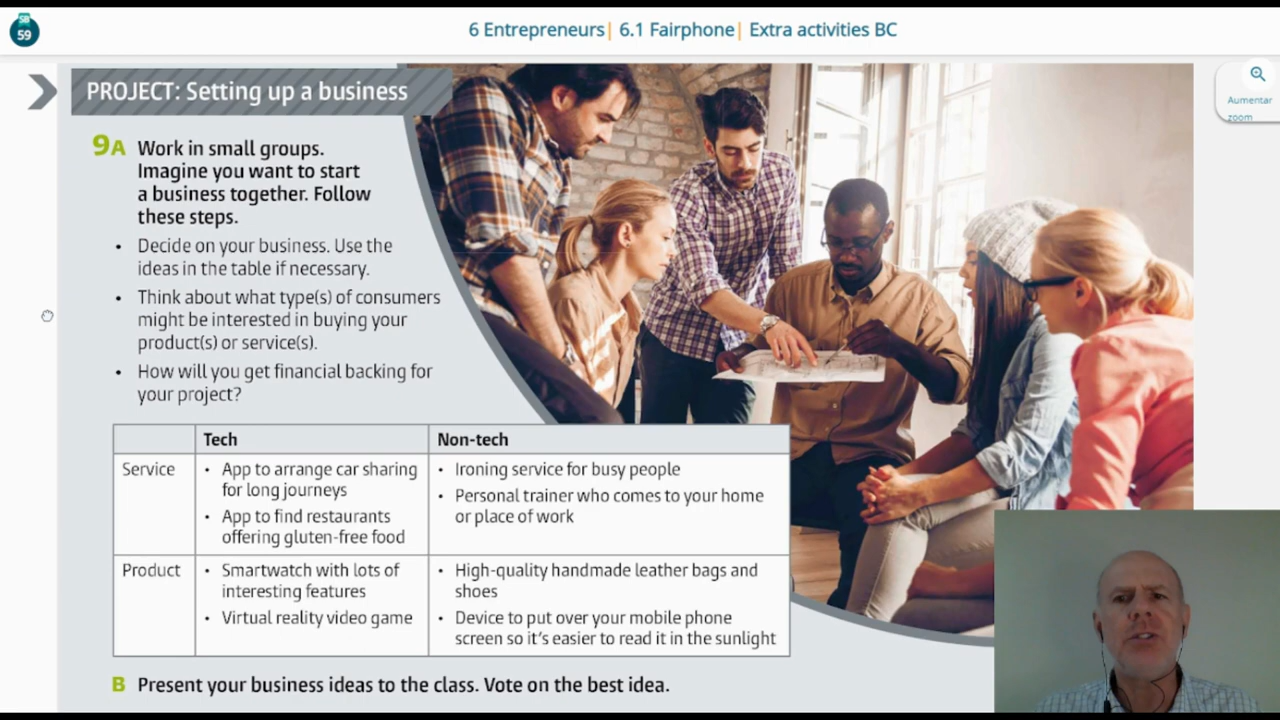 SB
59
6 Entrepreneurs| 6.1 Fairphone| Extra activities BC
Aumentar
zoom
PROJECT: Setting up a business
9A Work in small groups.
Imagine you want to start
a business together. Follow
these steps.
• Decide on your business. Use the
ideas in the table if necessary.
• Think about what type(s) of consumers
might be interested in buying your
product(s) or service(s).
• How will you get financial backing for
your project?
Tech
Non-tech
Service
• App to arrange car sharing
for long journeys
• App to find restaurants
offering gluten-free food
• Ironing service for busy people
• Personal trainer who comes to your home
or place of work
Product
• Smartwatch with lots of
interesting features
• Virtual reality video game
• High-quality handmade leather bags and
shoes
• Device to put over your mobile phone
screen so it's easier to read it in the sunlight
B Present your business ideas to the class. Vote on the best idea.